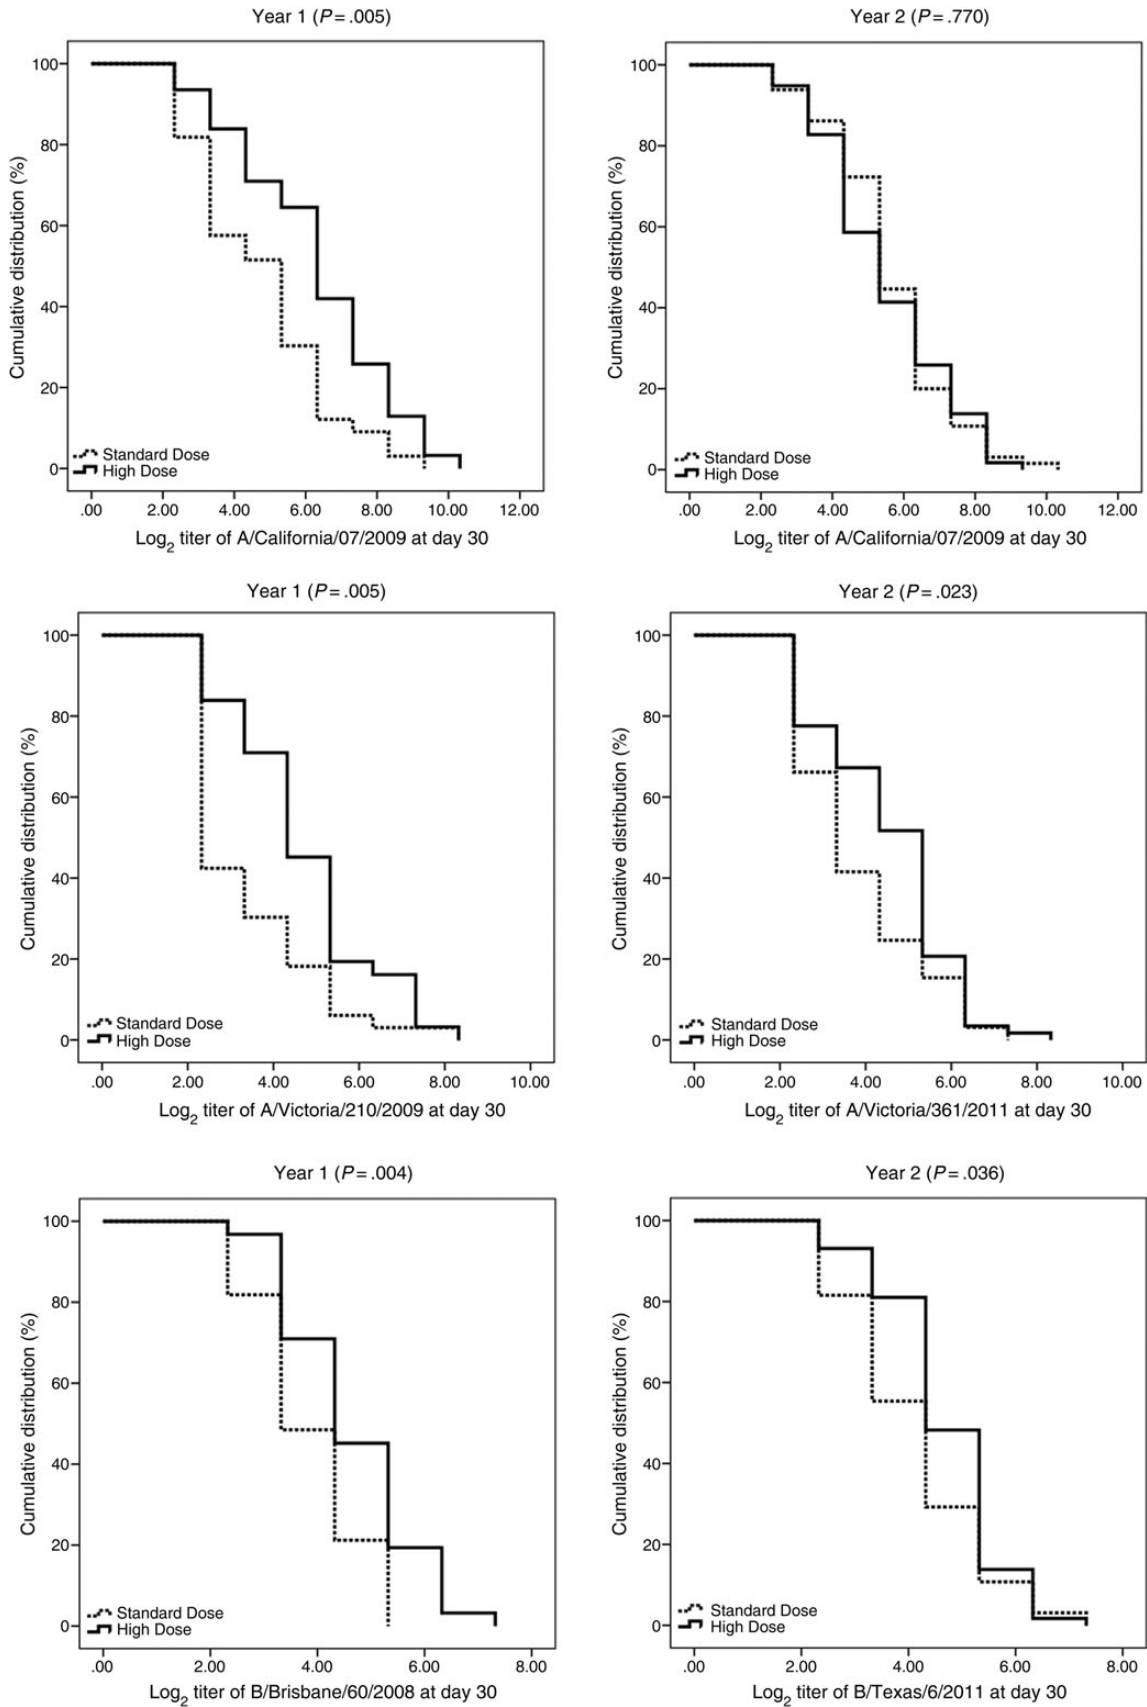 Year 1 (P = .005)
Cumulative distribution (%)
100
80
60
40
20
0
Standard Dose
High Dose
.00 2.00 4.00 6.00 8.00 10.00 12.00
Log2 titer of A/California/07/2009 at day 30
Year 2 (P = .770)
Cumulative distribution (%)
100
80
60
40
20
0
Standard Dose
High Dose
.00 2.00 4.00 6.00 8.00 10.00 12.00
Log2 titer of A/California/07/2009 at day 30
Year 1 (P = .005)
Cumulative distribution (%)
100
80
60
40
20
0
Standard Dose
High Dose
.00 2.00 4.00 6.00 8.00 10.00
Log2 titer of A/Victoria/210/2009 at day 30
Year 2 (P = .023)
Cumulative distribution (%)
100
80
60
40
20
0
Standard Dose
High Dose
.00 2.00 4.00 6.00 8.00 10.00
Log2 titer of A/Victoria/361/2011 at day 30
Year 1 (P = .004)
Cumulative distribution (%)
100
80
60
40
20
0
Standard Dose
High Dose
.00 2.00 4.00 6.00 8.00
Log2 titer of B/Brisbane/60/2008 at day 30
Year 2 (P = .036)
Cumulative distribution (%)
100
80
60
40
20
0
Standard Dose
High Dose
.00 2.00 4.00 6.00 8.00
Log2 titer of B/Texas/6/2011 at day 30